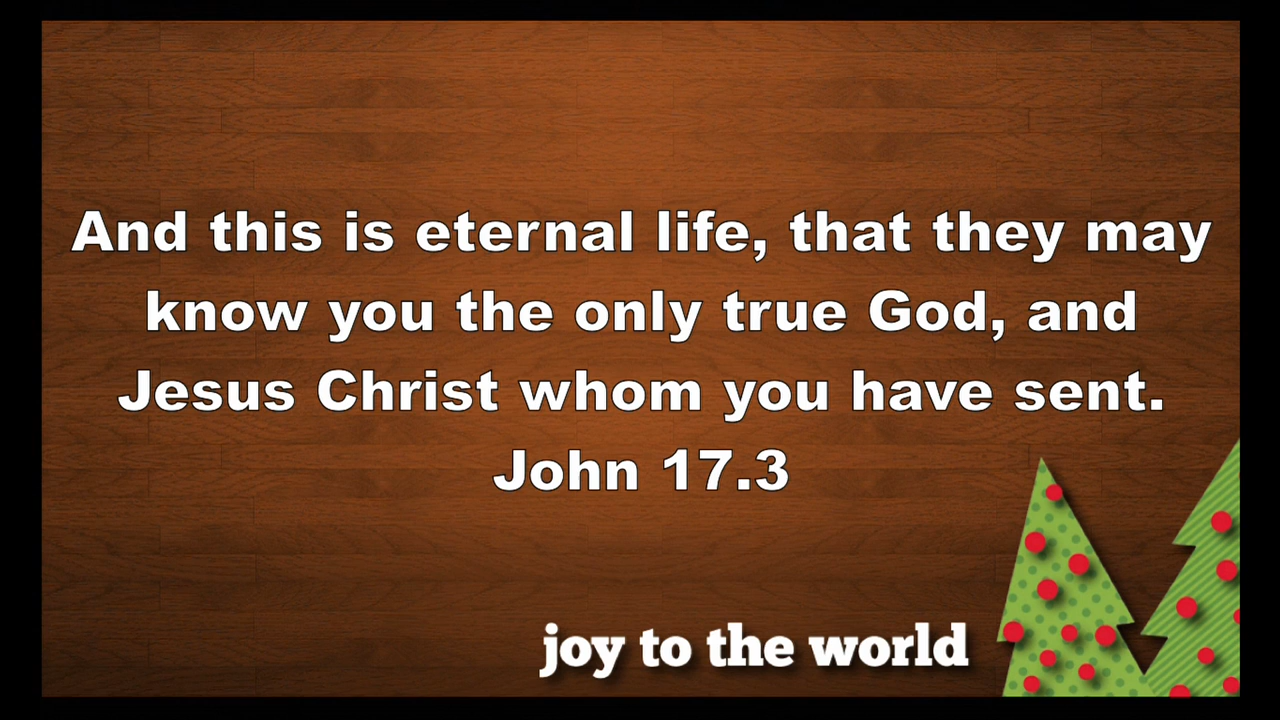 And this is eternal life, that they may
know you the only true God, and
Jesus Christ whom you have sent.
John 17.3
joy to the world